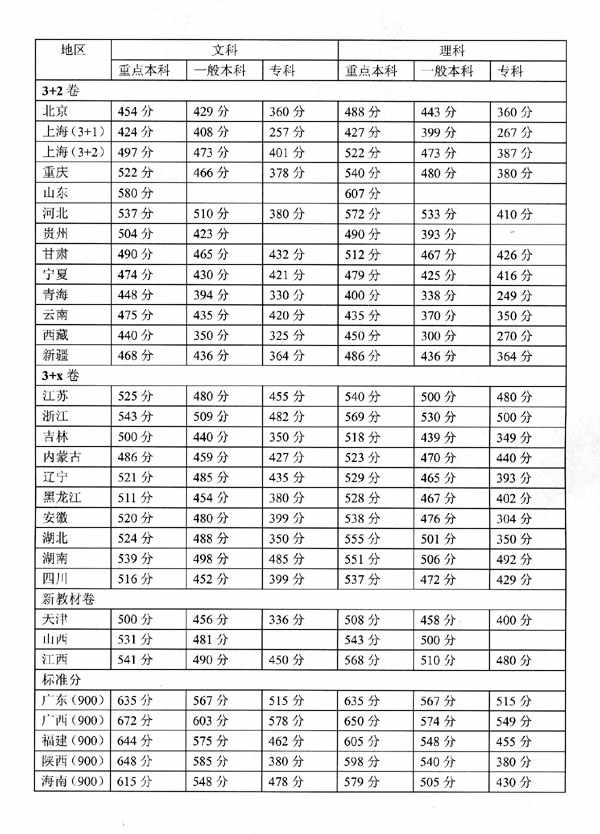 地区 文科 理科
重点本科 一般本科 专科 重点本科 一般本科 专科
3+2 卷
北京 454 分 429 分 360 分 488 分 443 分 360 分
上海（3+1） 424 分 408 分 257 分 427 分 399 分 267 分
上海（3+2） 497 分 473 分 401 分 522 分 473 分 387 分
重庆 522 分 466 分 378 分 540 分 480 分 380 分
山东 580 分 607 分
河北 537 分 510 分 380 分 572 分 533 分 410 分
贵州 504 分 423 分 490 分 393 分
甘肃 490 分 465 分 432 分 512 分 467 分 426 分
宁夏 474 分 430 分 421 分 479 分 425 分 416 分
青海 448 分 394 分 330 分 400 分 338 分 249 分
云南 475 分 435 分 420 分 435 分 370 分 350 分
西藏 440 分 350 分 325 分 450 分 300 分 270 分
新疆 468 分 436 分 364 分 486 分 436 分 364 分
3+x 卷
江苏 525 分 480 分 455 分 540 分 500 分 480 分
浙江 543 分 509 分 482 分 569 分 530 分 500 分
吉林 500 分 440 分 350 分 518 分 439 分 349 分
内蒙古 486 分 459 分 427 分 523 分 470 分 440 分
辽宁 521 分 485 分 435 分 529 分 465 分 393 分
黑龙江 511 分 454 分 380 分 528 分 467 分 402 分
安徽 520 分 480 分 399 分 538 分 476 分 304 分
湖北 524 分 488 分 350 分 555 分 501 分 350 分
湖南 539 分 498 分 485 分 551 分 506 分 492 分
四川 516 分 452 分 399 分 537 分 472 分 429 分
新教材卷
天津 500 分 456 分 336 分 508 分 458 分 400 分
山西 531 分 481 分 543 分 500 分
江西 541 分 490 分 450 分 568 分 510 分 480 分
标准分
广东（900） 635 分 567 分 515 分 635 分 567 分 515 分
广西（900） 672 分 603 分 578 分 650 分 574 分 549 分
福建（900） 644 分 575 分 462 分 605 分 548 分 455 分
陕西（900） 648 分 585 分 380 分 598 分 540 分 380 分
海南（900） 615 分 548 分 478 分 579 分 505 分 430 分